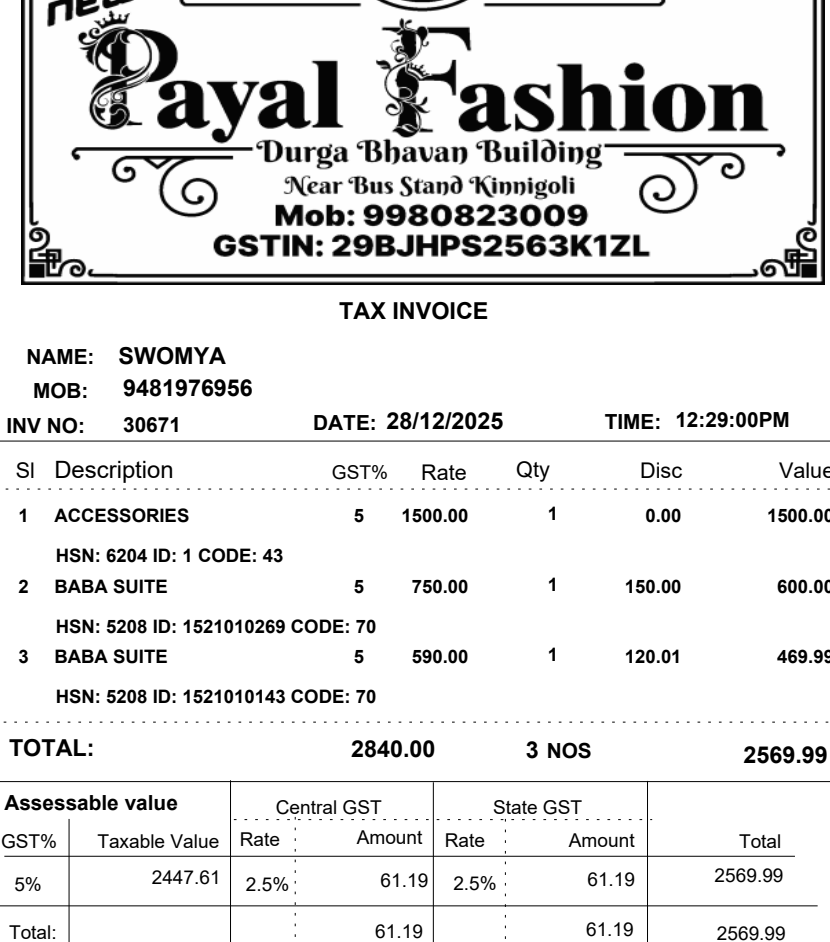 new
Payal Fashion
Durga Bhavan Building
Near Bus Stand Kinnigoli
Mob: 9980823009
GSTIN: 29BJHPS2563K1ZL
TAX INVOICE
NAME: SWOMYA
MOB: 9481976956
INV NO: 30671 DATE: 28/12/2025 TIME: 12:29:00PM
Sl Description GST% Rate Qty Disc Value
1 ACCESSORIES 5 1500.00 1 0.00 1500.00
HSN: 6204 ID: 1 CODE: 43
2 BABA SUITE 5 750.00 1 150.00 600.00
HSN: 5208 ID: 1521010269 CODE: 70
3 BABA SUITE 5 590.00 1 120.01 469.99
HSN: 5208 ID: 1521010143 CODE: 70
TOTAL: 2840.00 3 NOS 2569.99
Assessable value Central GST State GST
GST% Taxable Value Rate Amount Rate Amount Total
5% 2447.61 2.5% 61.19 2.5% 61.19 2569.99
Total: 61.19 61.19 2569.99